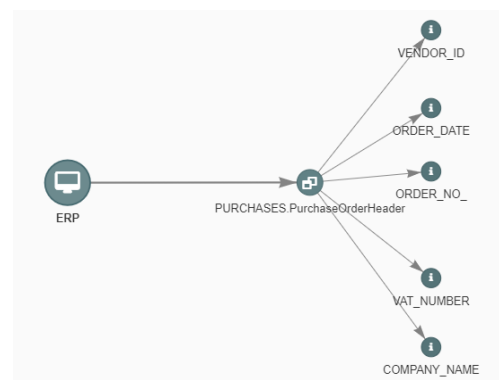 VENDOR_ID
ORDER_DATE
ERP
PURCHASES.PurchaseOrderHeader
ORDER_NO_
VAT_NUMBER
COMPANY_NAME